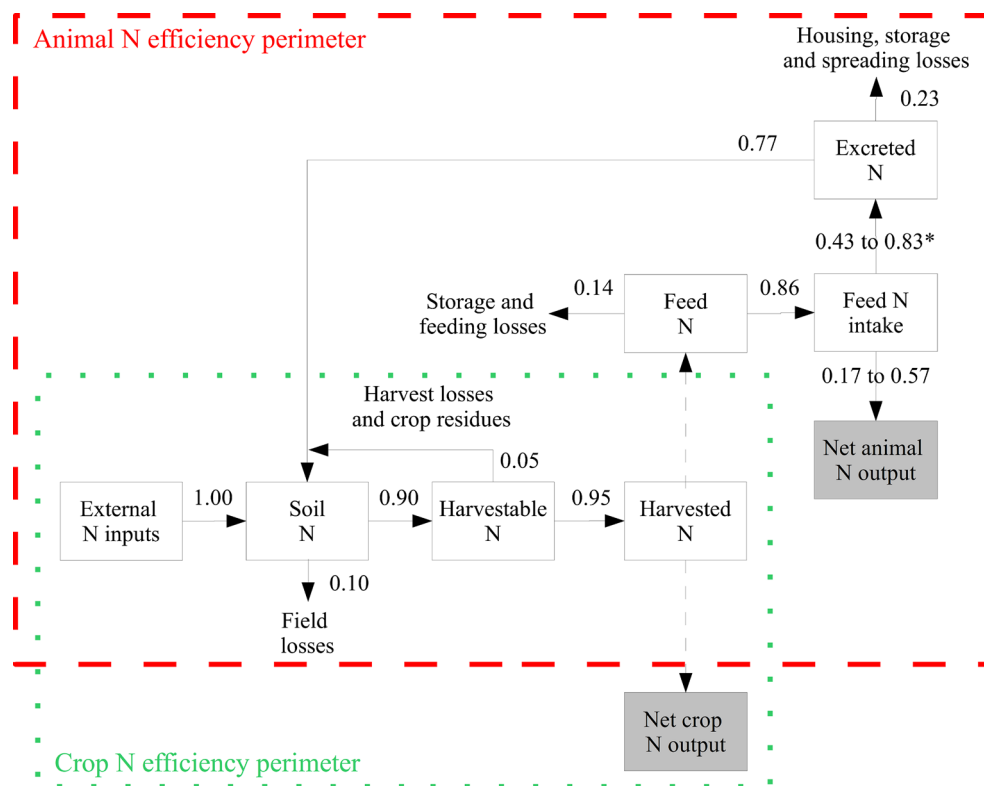 Animal N efficiency perimeter
Housing, storage
and spreading losses
0.23
0.77
Excreted
N
0.43 to 0.83*
0.14
0.86
Storage and
feeding losses
Feed
N
Feed N
intake
0.17 to 0.57
Harvest losses
and crop residues
Net animal
N output
0.05
1.00
0.90
0.95
External
N inputs
Soil
N
Harvestable
N
Harvested
N
0.10
Field
losses
Net crop
N output
Crop N efficiency perimeter